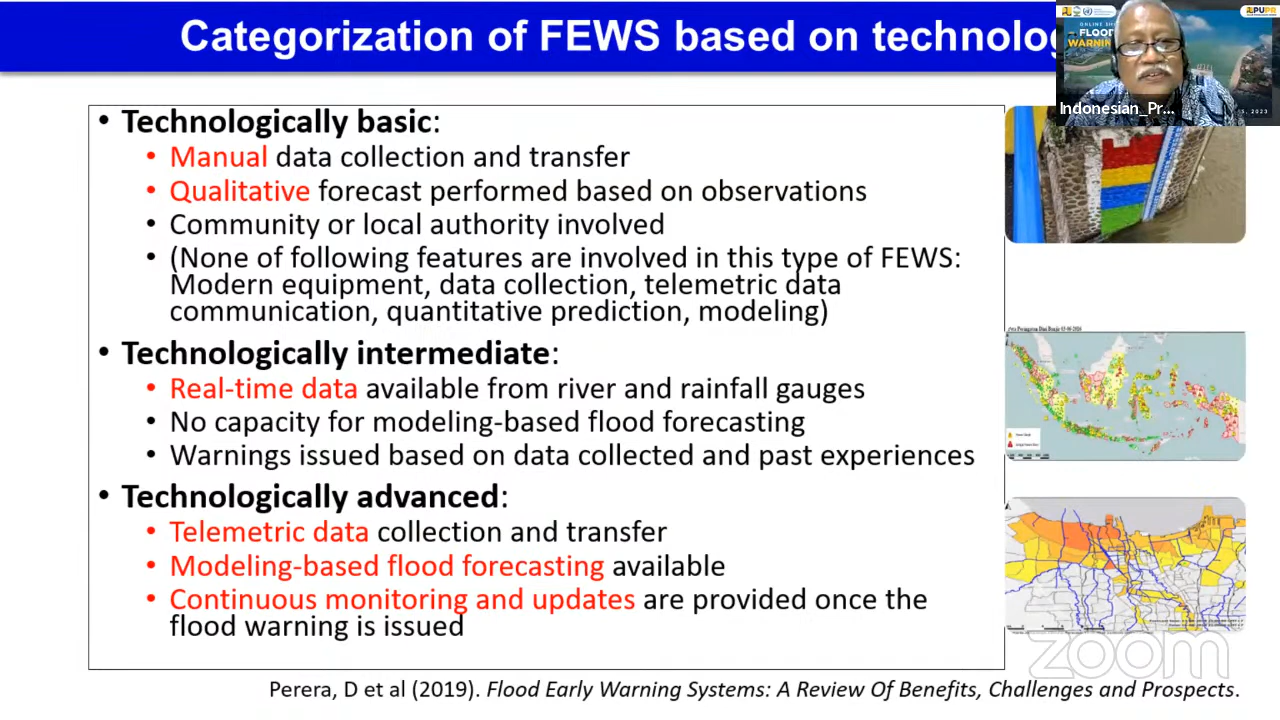 Categorization of FEWS based on
PUPR
FLOOD
WARNING
Indonesian_Pr...
• Technologically basic:
• Manual data collection and transfer
• Qualitative forecast performed based on observations
• Community or local authority involved
• (None of following features are involved in this type of FEWS:
Modern equipment, data collection, telemetric data
communication, quantitative prediction, modeling)
• Technologically intermediate:
• Real-time data available from river and rainfall gauges
• No capacity for modeling-based flood forecasting
• Warnings issued based on data collected and past experiences
• Technologically advanced:
• Telemetric data collection and transfer
• Modeling-based flood forecasting available
• Continuous monitoring and updates are provided once the
flood warning is issued
zoom
Perera, D et al (2019). Flood Early Warning Systems: A Review Of Benefits, Challenges and Prospects.